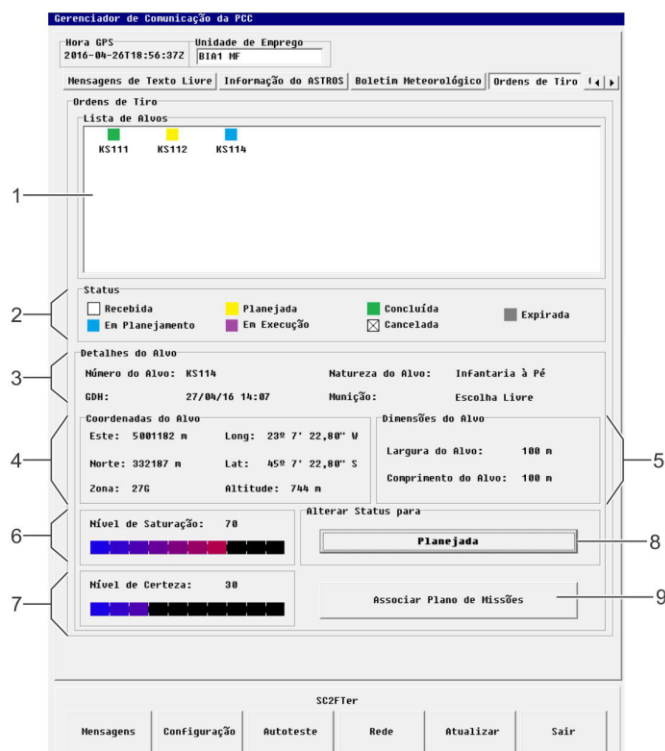 Gerenciador de Comunicação da PCC
Hora GPS
2016-04-26T18:56:37Z
Unidade de Emprego
BIA1 MF
Mensagens de Texto Livre
Informação do ASTROS
Boletim Meteorológico
Ordens de Tiro
Ordens de Tiro
Lista de Alvos
KS111
KS112
KS114
1
Status
Recebida
Planejada
Concluída
Expirada
Em Planejamento
Em Execução
Cancelada
2
Detalhes do Alvo
Número do Alvo: KS114
Natureza do Alvo: Infantaria à Pé
GDH: 27/04/16 14:07
Munição: Escolha Livre
3
Coordenadas do Alvo
Este: 5001182 m
Long: 23º 7' 22,80" W
Norte: 332187 m
Lat: 45º 7' 22,80" S
Zona: 27G
Altitude: 744 m
4
Dimensões do Alvo
Largura do Alvo: 100 m
Comprimento do Alvo: 100 m
5
Nível de Saturação: 70
6
Alterar Status para
Planejada
8
Nível de Certeza: 30
7
Associar Plano de Missões
9
SC2FTer
Mensagens
Configuração
Autoteste
Rede
Atualizar
Sair